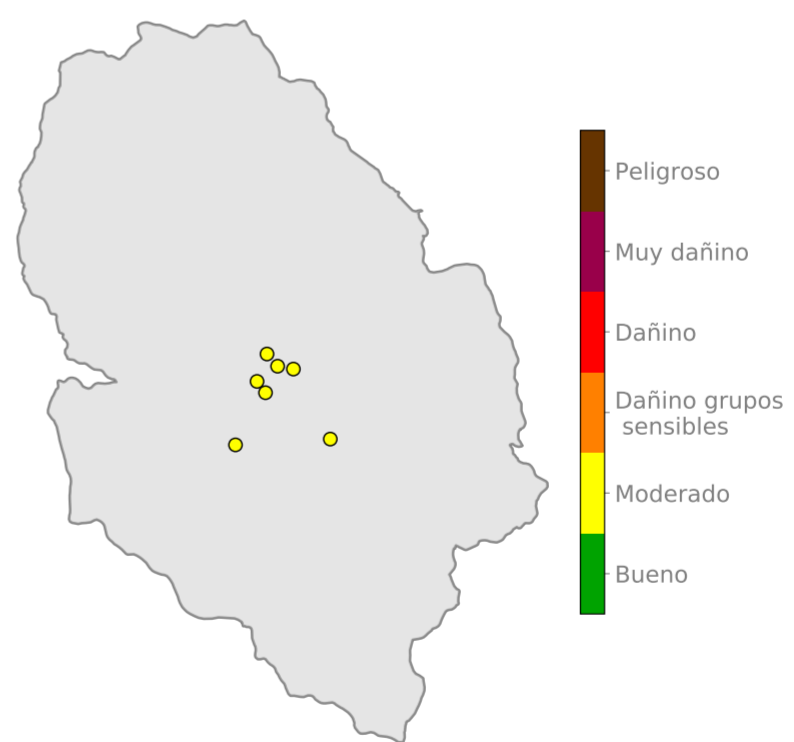 Peligroso
Muy dañino
Dañino
Dañino grupos
sensibles
Moderado
Bueno